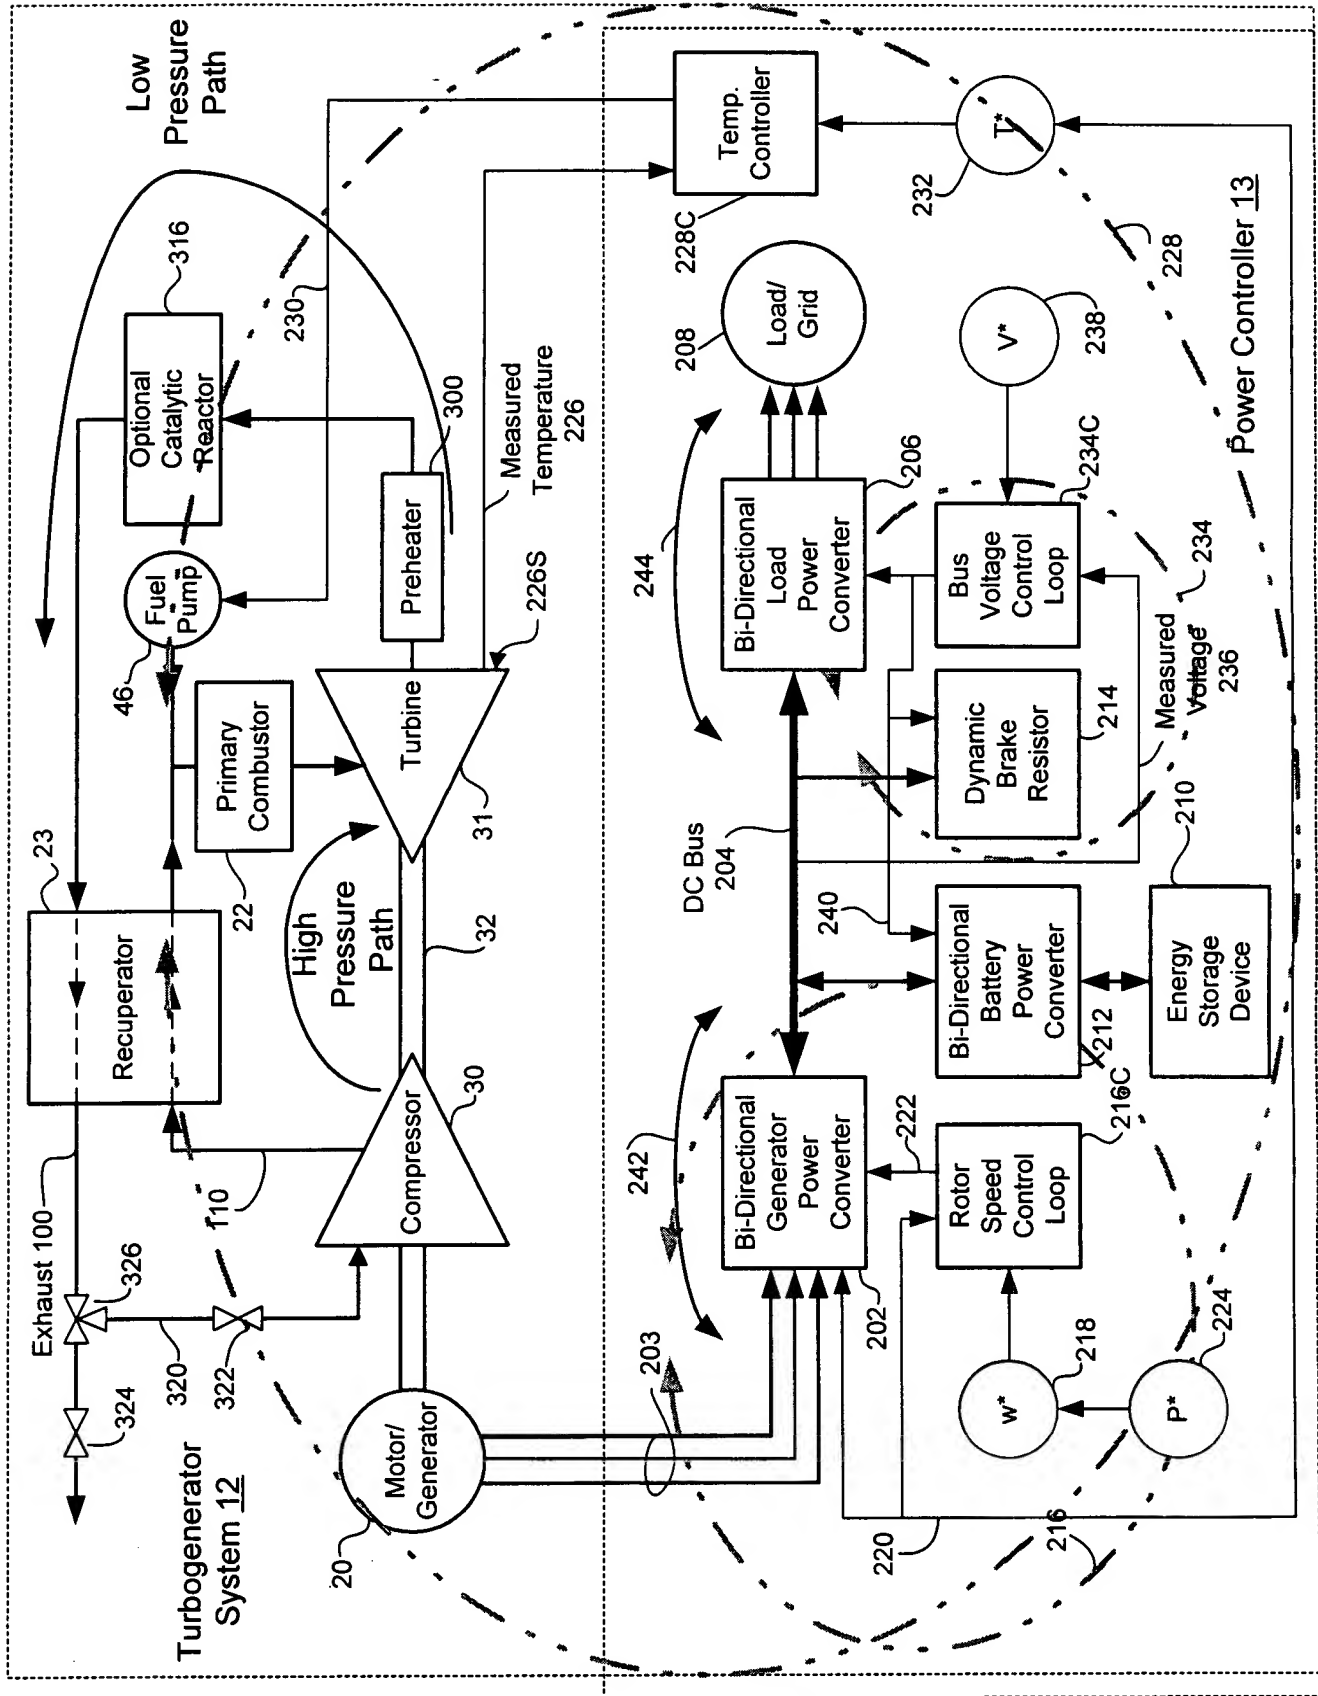 Turbogenerator
System 12
324
Exhaust 100
326
320
322
110
Recuperator
23
Low
Pressure
Path
Optional
Catalytic
Reactor
316
Fuel
Pump
46
230
Primary
Combustor
22
High
Pressure
Path
Preheater
300
Turbine
31
226S
Measured
Temperature
226
32
Compressor
30
Motor/
Generator
20
203
242
244
Bi-Directional
Generator
Power
Converter
202
DC Bus
204
Bi-Directional
Load
Power
Converter
206
Load/
Grid
208
Temp.
Controller
228C
T*
232
222
240
Rotor
Speed
Control
Loop
216C
Bi-Directional
Battery
Power
Converter
212
Dynamic
Brake
Resistor
214
Bus
Voltage
Control
Loop
234C
V*
238
w*
218
P*
224
220
216
Energy
Storage
Device
210
Measured
Voltage
236
234
228
Power Controller 13